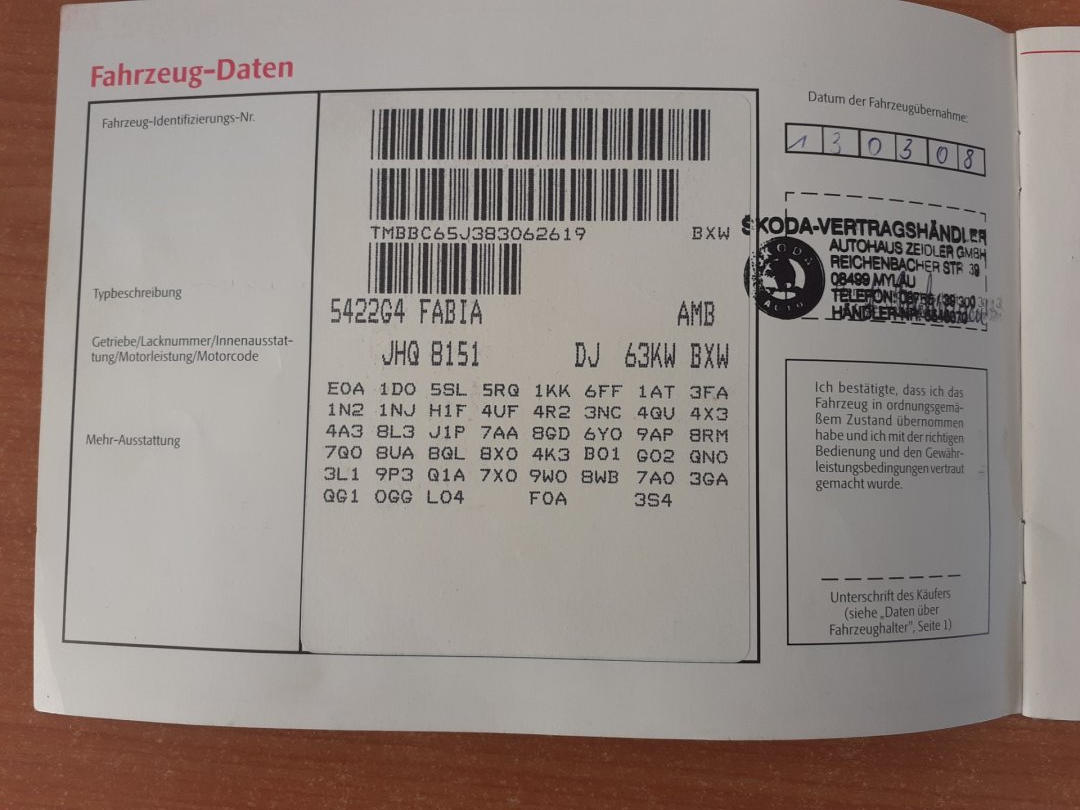 Fahrzeug-Daten
Fahrzeug-Identifizierungs-Nr.
TMBBC65J383062619 BXW
Typbeschreibung
5422G4 FABIA AMB
Getriebe/Lacknummer/Innenausstat-
tung/Motorleistung/Motorcode
JHQ 8151 DJ 63KW BXW
Mehr-Ausstattung
E0A 1D0 5SL 5RQ 1KK 6FF 1AT 3FA
1N2 1NJ H1F 4UF 4R2 3NC 4QU 4X3
4A3 8L3 J1P 7AA 8GD 6Y0 9AP 8RM
7Q0 8UA 8QL 8X0 4K3 B01 G02 QN0
3L1 9P3 Q1A 7X0 9W0 8WB 7A0 3GA
QG1 0GG L04 F0A 3S4
Datum der Fahrzeugübernahme:
130308
ŠKODA-VERTRAGSHÄNDLER
AUTOHAUS ZEIDLER GMBH
REICHENBACHER STR 39
08499 MYLAU
TELEFON:
HÄNDLER-NR.
SKODA
AUTO
Ich bestätigte, dass ich das
Fahrzeug in ordnungsgemä-
ßem Zustand übernommen
habe und ich mit der richtigen
Bedienung und den Gewähr-
leistungsbedingungen vertraut
gemacht wurde.
Unterschrift des Käufers
(siehe „Daten über
Fahrzeughalter", Seite 1)